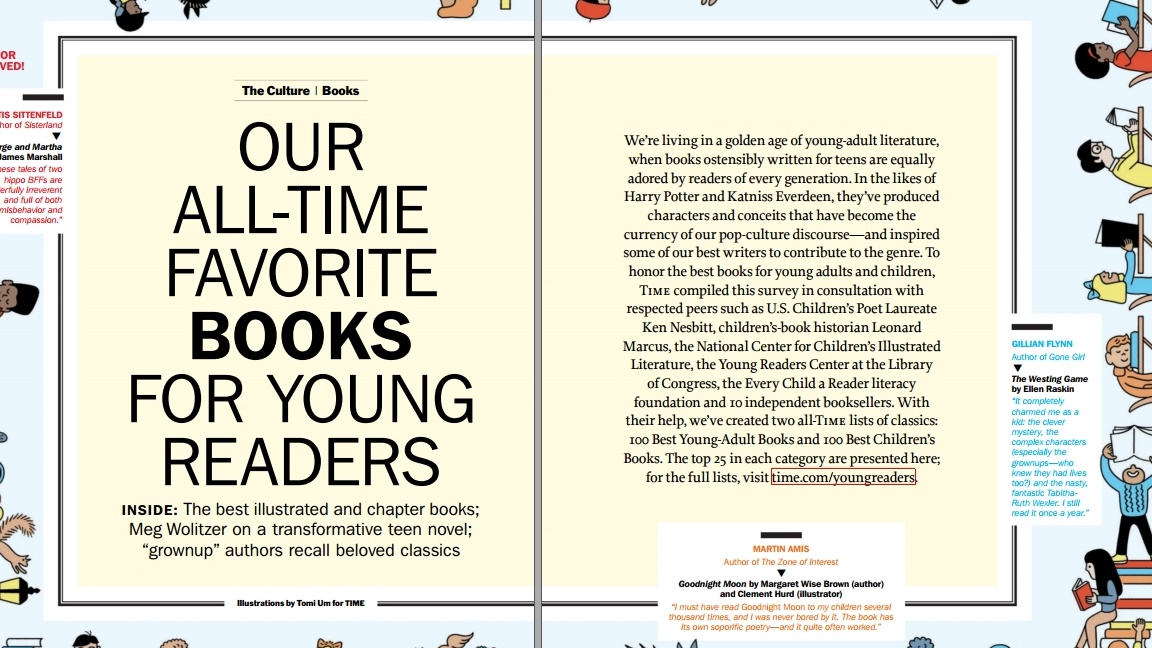 OR
VED!
TIS SITTENFELD
hor of Sisterland
rge and Martha
James Marshall
hese tales of two
hippo BFFs are
derfully irreverent
and full of both
misbehavior and
compassion.”
The Culture | Books
OUR
ALL-TIME
FAVORITE
BOOKS
FOR YOUNG
READERS
INSIDE: The best illustrated and chapter books;
Meg Wolitzer on a transformative teen novel;
“grownup” authors recall beloved classics
Illustrations by Tomi Um for TIME
We’re living in a golden age of young-adult literature,
when books ostensibly written for teens are equally
adored by readers of every generation. In the likes of
Harry Potter and Katniss Everdeen, they’ve produced
characters and conceits that have become the
currency of our pop-culture discourse—and inspired
some of our best writers to contribute to the genre. To
honor the best books for young adults and children,
TIME compiled this survey in consultation with
respected peers such as U.S. Children’s Poet Laureate
Ken Nesbitt, children’s-book historian Leonard
Marcus, the National Center for Children’s Illustrated
Literature, the Young Readers Center at the Library
of Congress, the Every Child a Reader literacy
foundation and 10 independent booksellers. With
their help, we’ve created two all-TIME lists of classics:
100 Best Young-Adult Books and 100 Best Children’s
Books. The top 25 in each category are presented here;
for the full lists, visit time.com/youngreaders.
MARTIN AMIS
Author of The Zone of Interest
Goodnight Moon by Margaret Wise Brown (author)
and Clement Hurd (illustrator)
“I must have read Goodnight Moon to my children several
thousand times, and I was never bored by it. The book has
its own soporific poetry—and it quite often worked.”
GILLIAN FLYNN
Author of Gone Girl
The Westing Game
by Ellen Raskin
“It completely
charmed me as a
kid: the clever
mystery, the
complex characters
(especially the
grownups—who
knew they had lives
too?) and the nasty,
fantastic Tabitha-
Ruth Wexler. I still
read it once a year.”